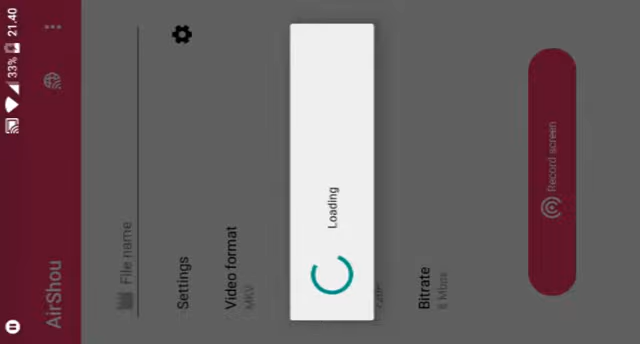 33% 21.40
AirShou
File name
Settings
Video format
MKV
Loading
Bitrate
8 Mbps
Record screen